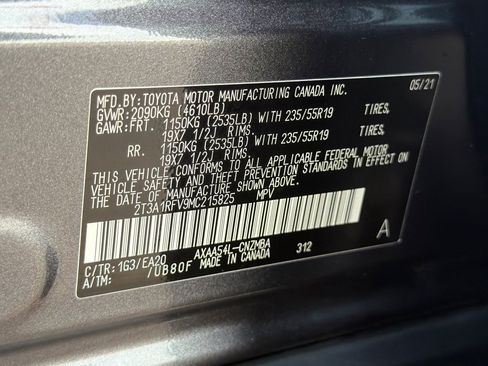 MFD.BY:TOYOTA MOTOR MANUFACTURING CANADA INC. 05/21
GVWR:2090KG (4610LB)
GAWR:FRT. 1150KG (2535LB) WITH 235/55R19 TIRES,
19X7 1/2J RIMS.
RR. 1150KG (2535LB) WITH 235/55R19 TIRES,
19X7 1/2J RIMS.
THIS VEHICLE CONFORMS TO ALL APPLICABLE FEDERAL MOTOR
VEHICLE SAFETY AND THEFT PREVENTION STANDARDS IN EFFECT ON
THE DATE OF MANUFACTURE SHOWN ABOVE.
2T3A1RFV9MC215825 MPV
AXAA54L-CNZMBA 312 A
C/TR:1G3/EA20 MADE IN CANADA
A/TM: /UB80F